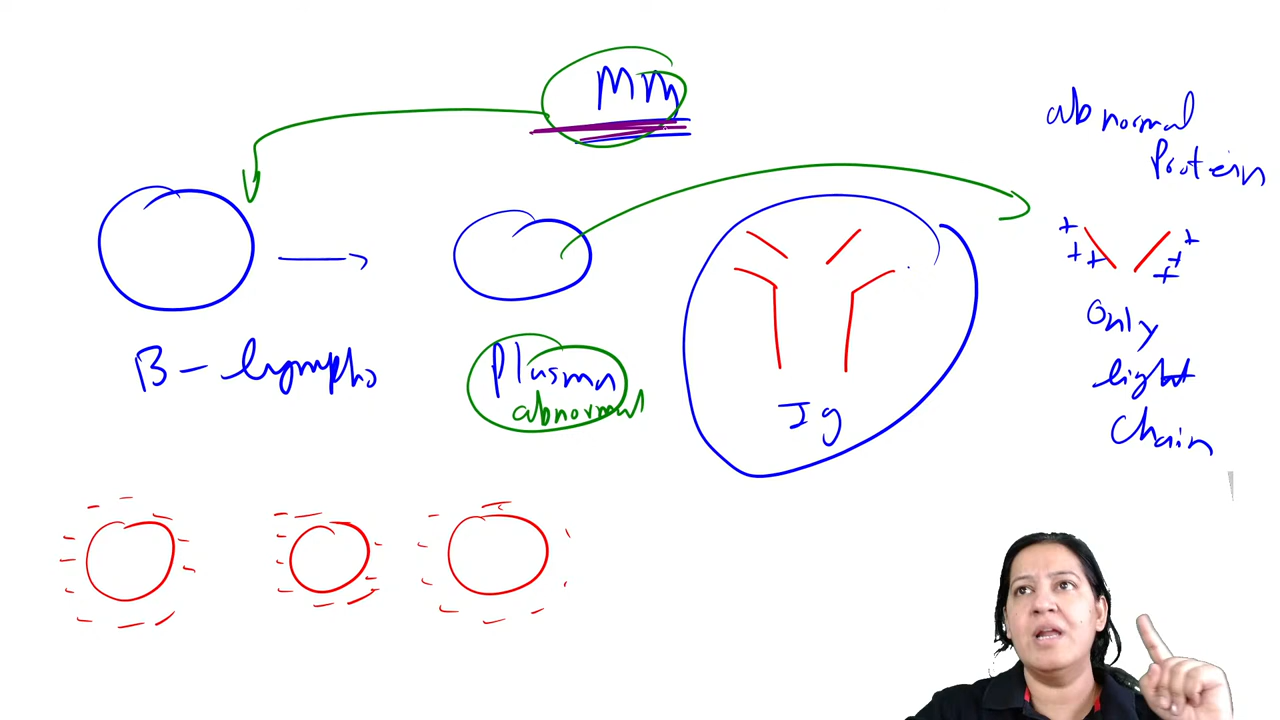 MM
abnormal
Protein
+ +
+ + +
+
Only
light
chain
B - lympho
Plasma
abnormal
Ig